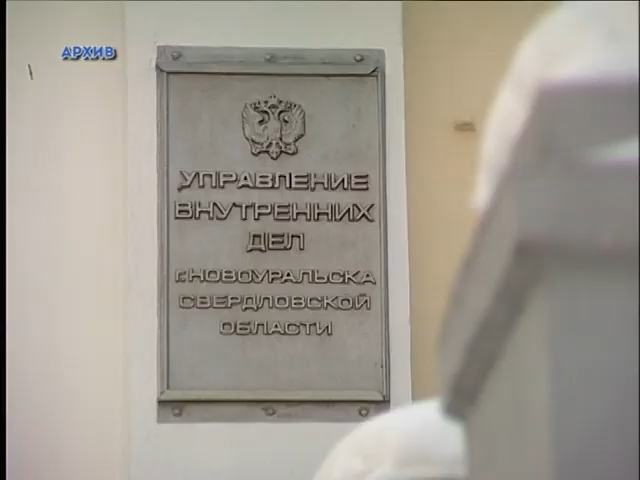 АРХИВ
УПРАВЛЕНИЕ
ВНУТРЕННИХ
ДЕЛ
г.НОВОУРАЛЬСКА
СВЕРДЛОВСКОЙ
ОБЛАСТИ